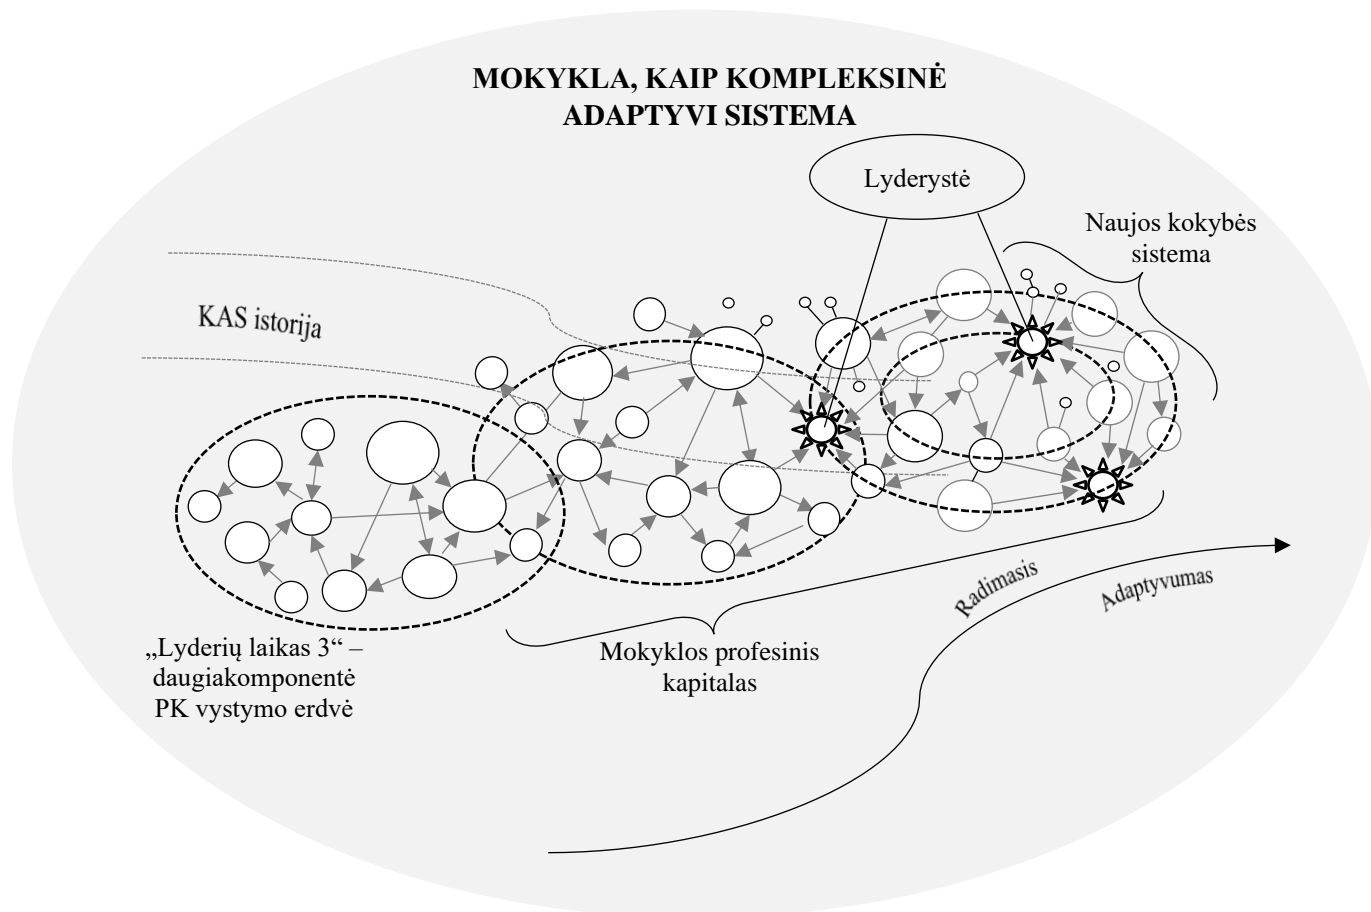 MOKYKLA, KAIP KOMPLEKSINĖ
ADAPTYVI SISTEMA
Lyderystė
Naujos kokybės
sistema
KAS istorija
Radimasis
Adaptyvumas
„Lyderių laikas 3“ –
daugiakomponentė
PK vystymo erdvė
Mokyklos profesinis
kapitalas